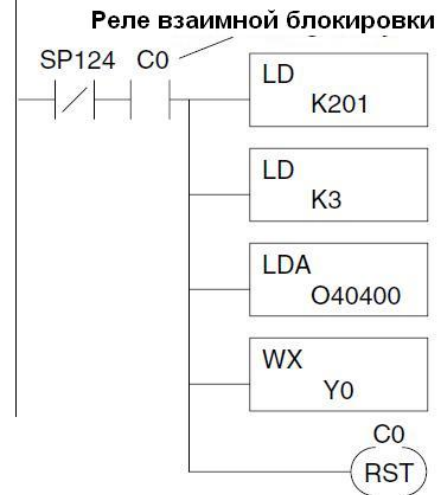 Реле взаимной блокировки
SP124 C0
LD
K201
LD
K3
LDA
O40400
WX
Y0
C0
RST